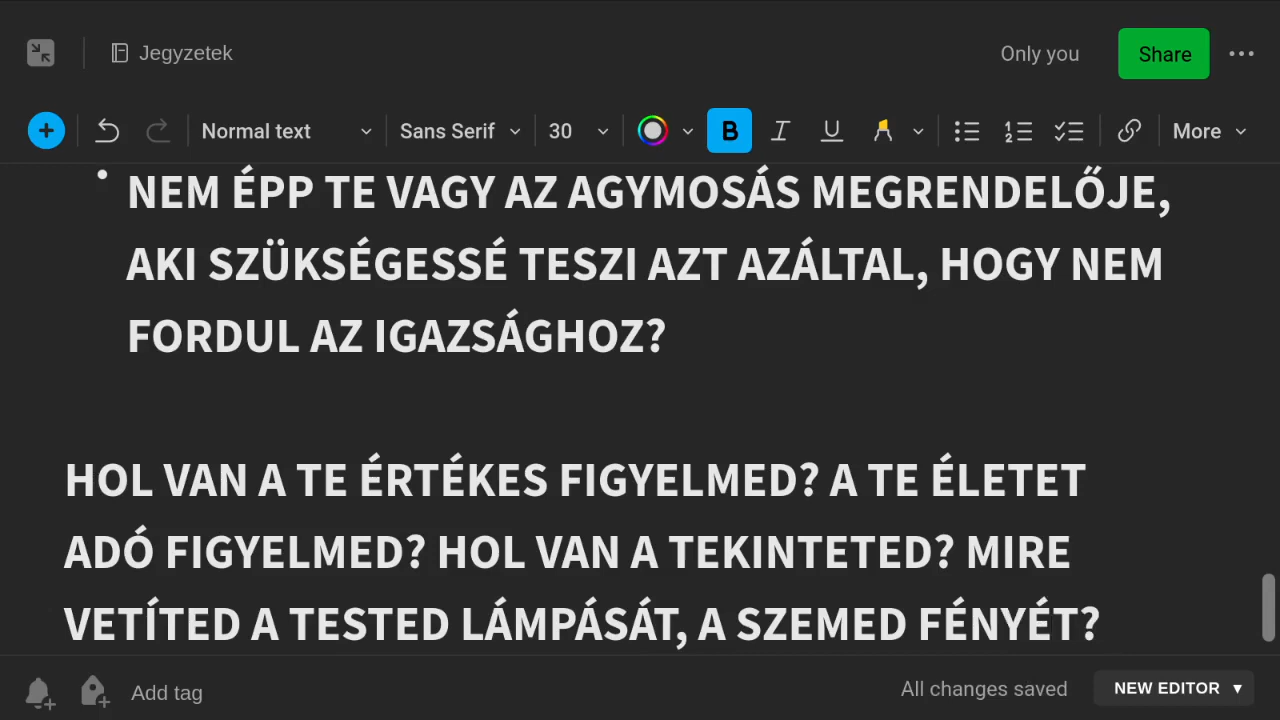 Jegyzetek
Only you
Share
Normal text
Sans Serif
30
B
I
U
More
NEM ÉPP TE VAGY AZ AGYMOSÁS MEGRENDELŐJE,
AKI SZÜKSÉGESSÉ TESZI AZT AZÁLTAL, HOGY NEM
FORDUL AZ IGAZSÁGHOZ?
HOL VAN A TE ÉRTÉKES FIGYELMED? A TE ÉLETET
ADÓ FIGYELMED? HOL VAN A TEKINTETED? MIRE
VETÍTED A TESTED LÁMPÁSÁT, A SZEMED FÉNYÉT?
Add tag
All changes saved
NEW EDITOR